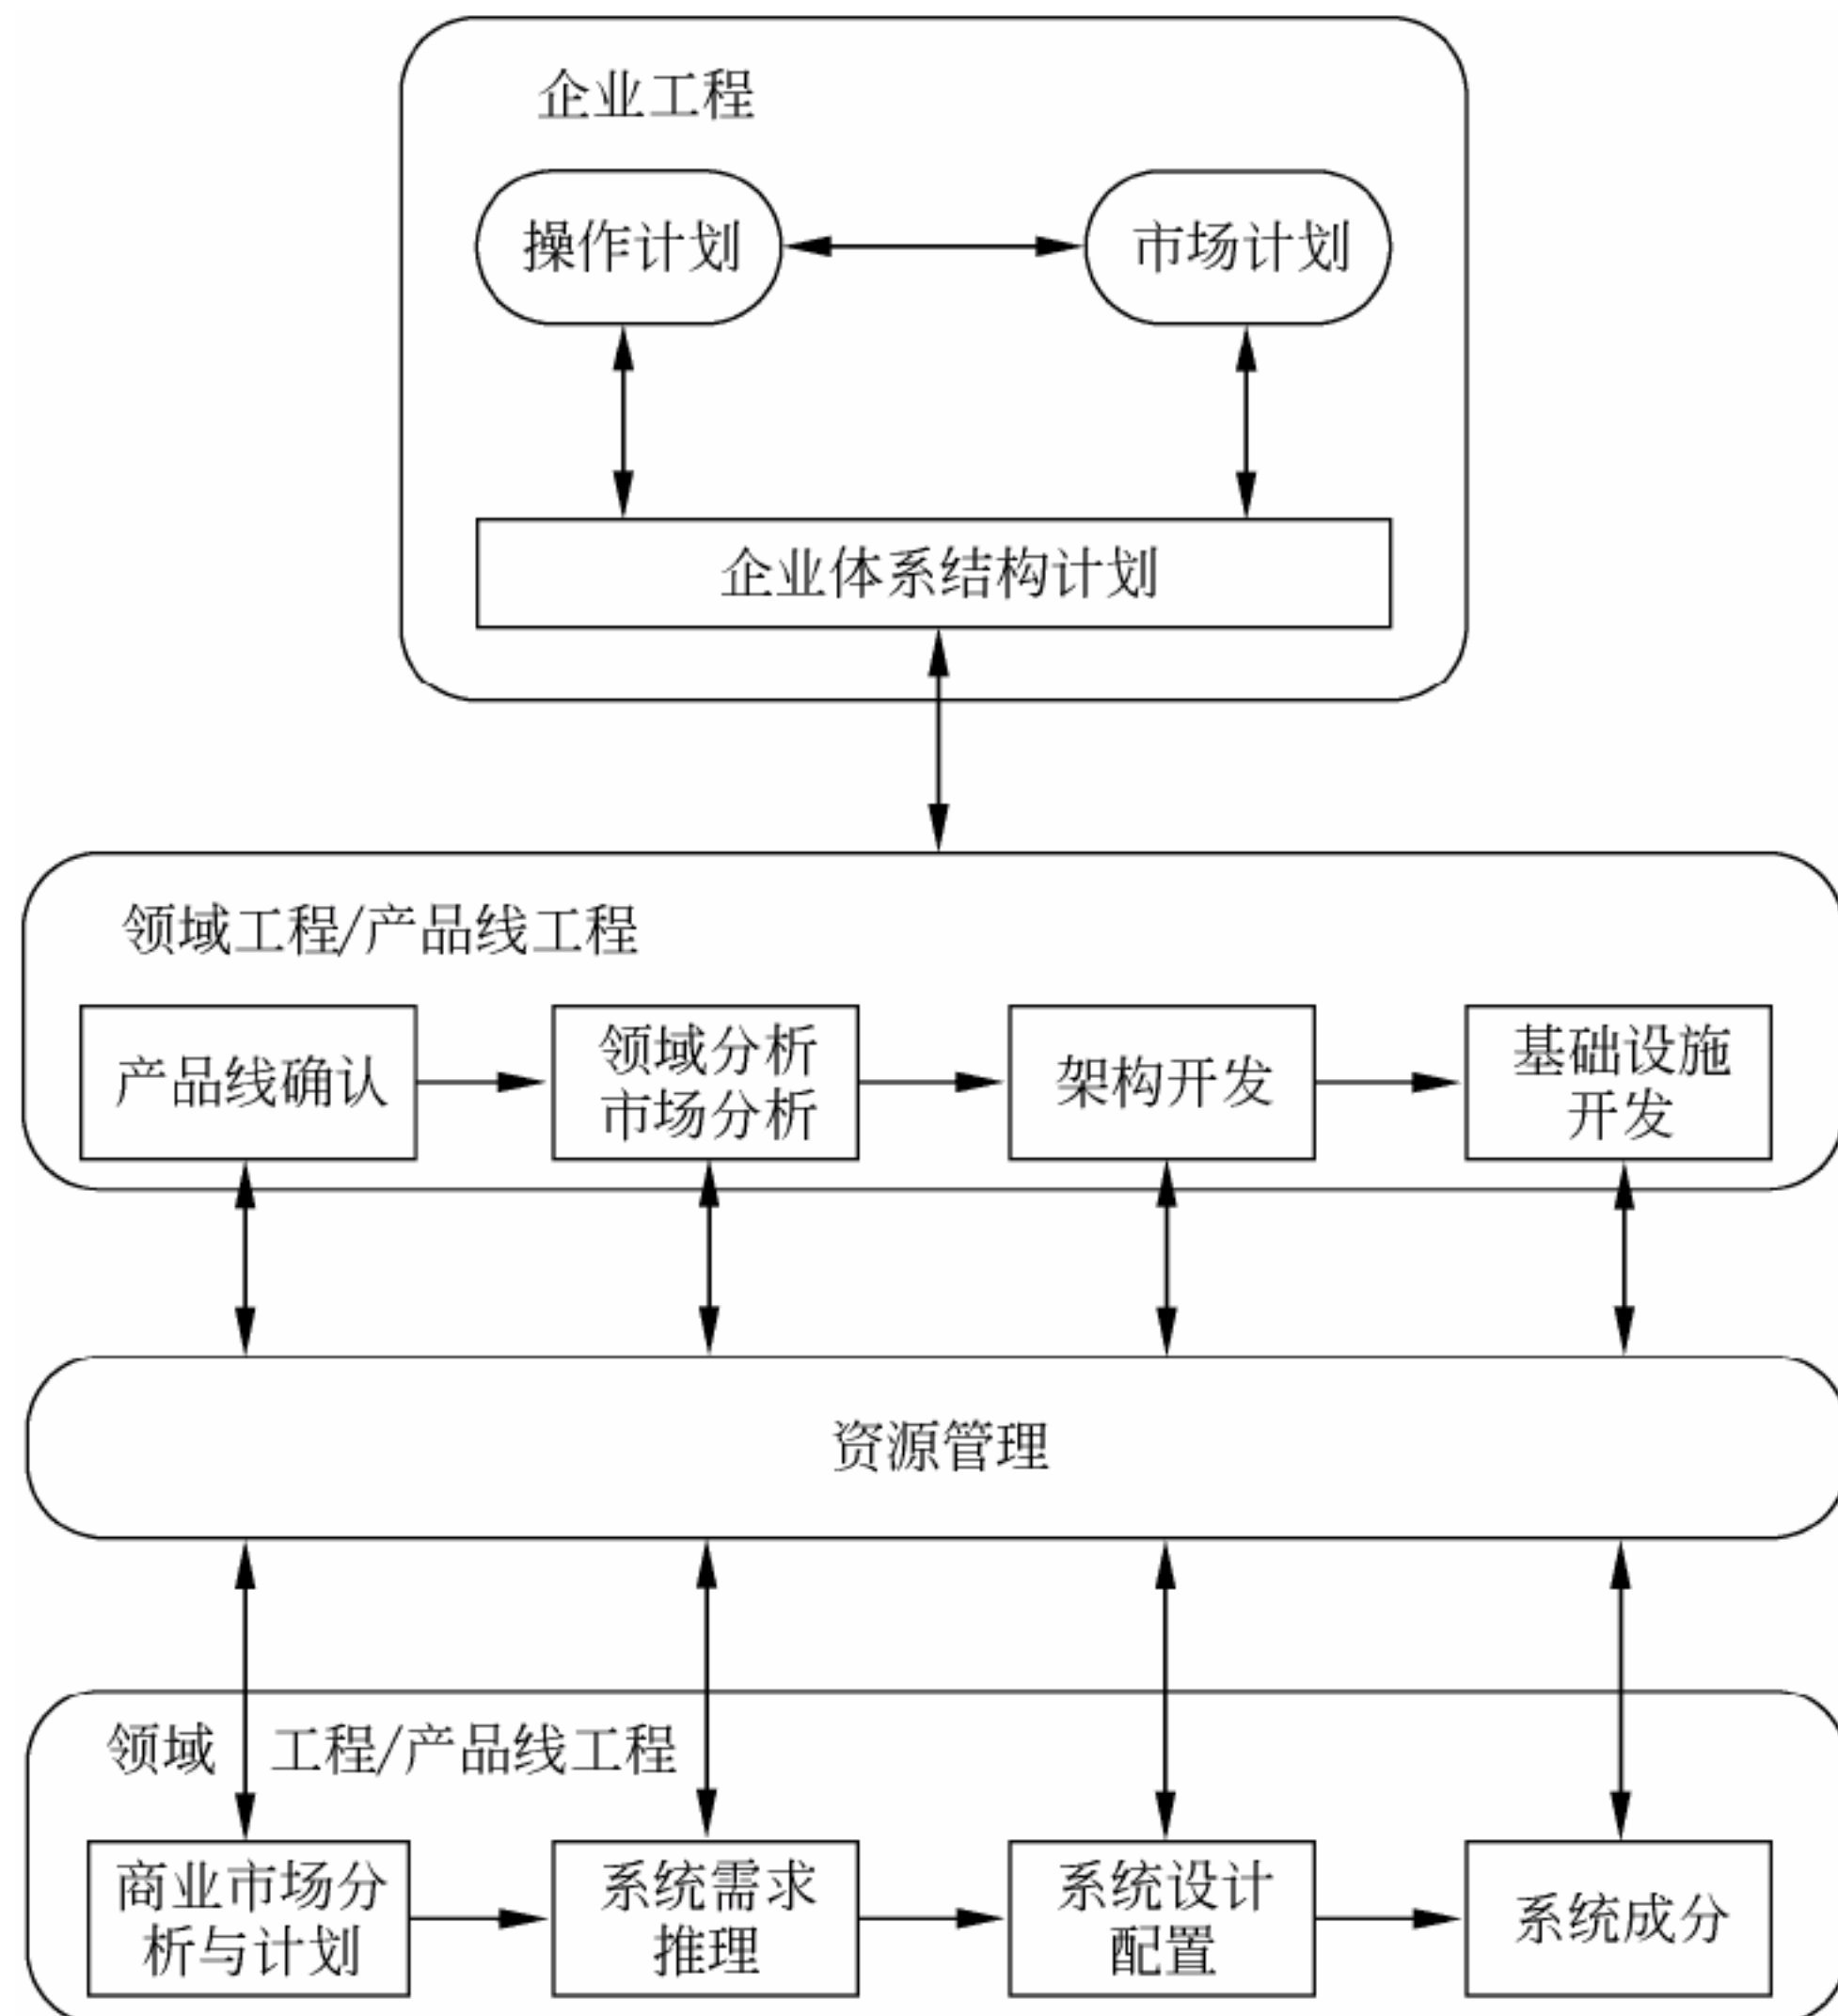 企业工程
操作计划
市场计划
企业体系结构计划
领域工程/产品线工程
产品线确认
领域分析
市场分析
架构开发
基础设施
开发
资源管理
领域 工程/产品线工程
商业市场分
析与计划
系统需求
推理
系统设计
配置
系统成分